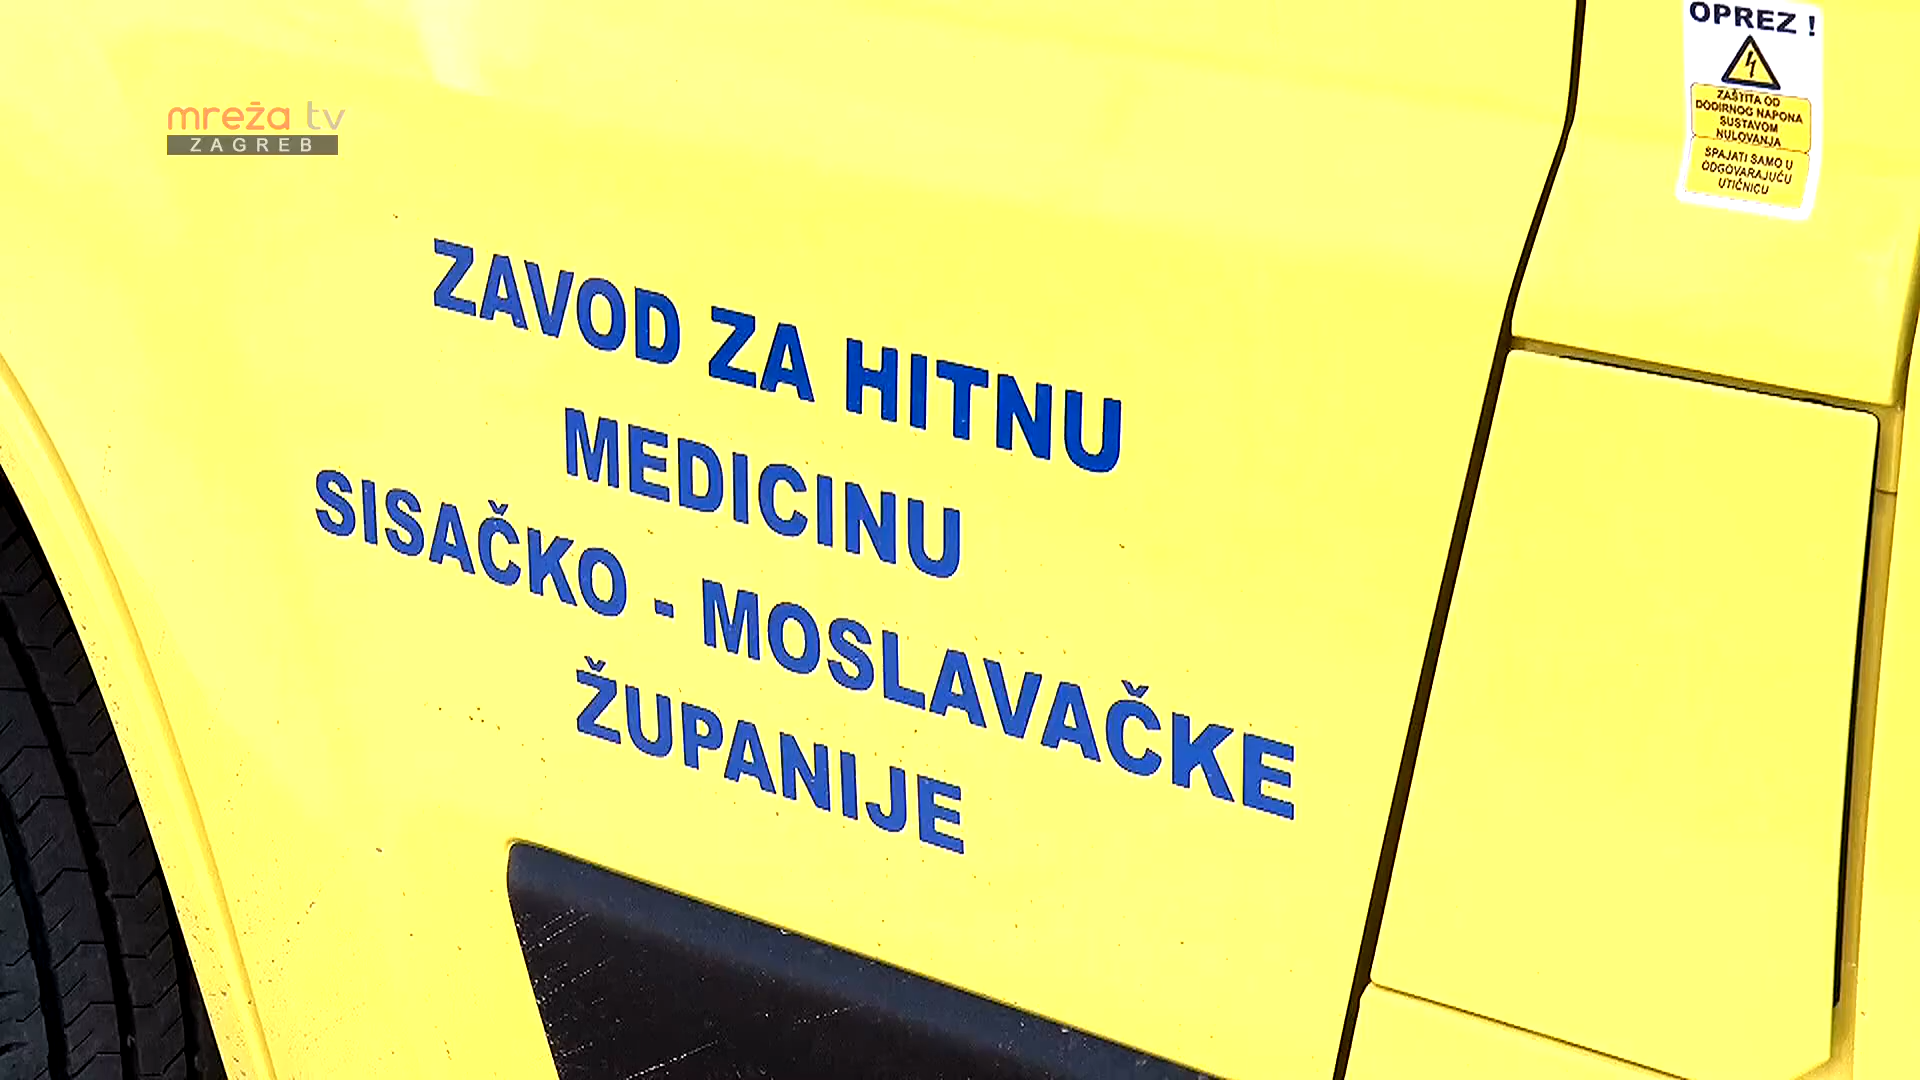 OPREZ !
ZAŠTITA OD
DODIRNOG NAPONA
SUSTAVOM
NULOVANJA
SPAJATI SAMO U
ODGOVARAJUĆU
UTIČNICU
mreža tv
ZAGREB
ZAVOD ZA HITNU
MEDICINU
SISAČKO - MOSLAVAČKE
ŽUPANIJE